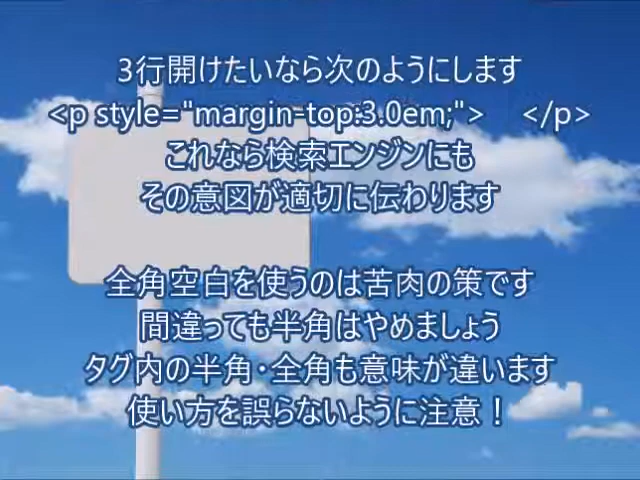 3行開けたいなら次のようにします
<p style="margin-top:3.0em;">　</p>
これなら検索エンジンにも
その意図が適切に伝わります
全角空白を使うのは苦肉の策です
間違っても半角はやめましょう
タグ内の半角・全角も意味が違います
使い方を誤らないように注意！